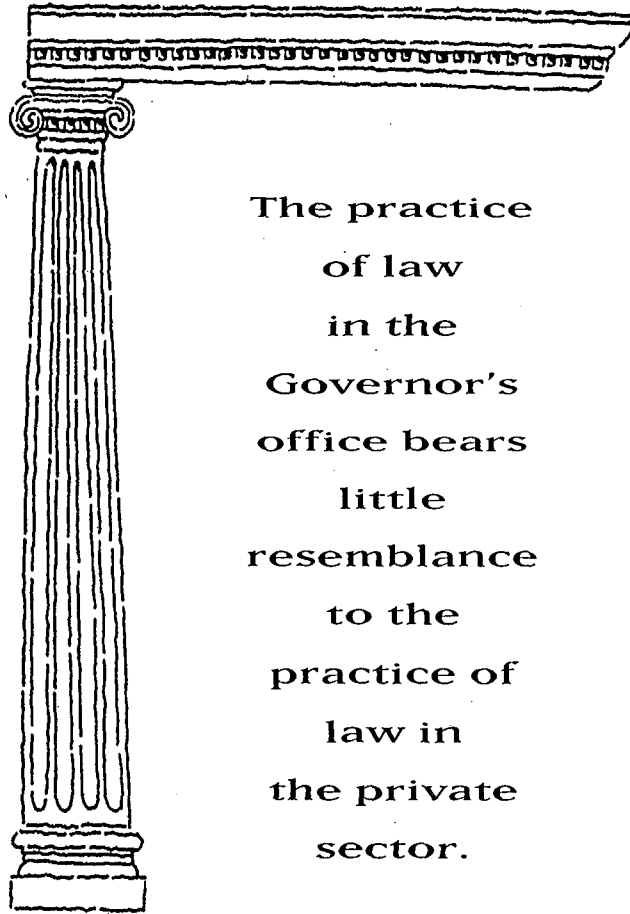 The practice
of law
in the
Governor's
office bears
little
resemblance
to the
practice of
law in
the private
sector.